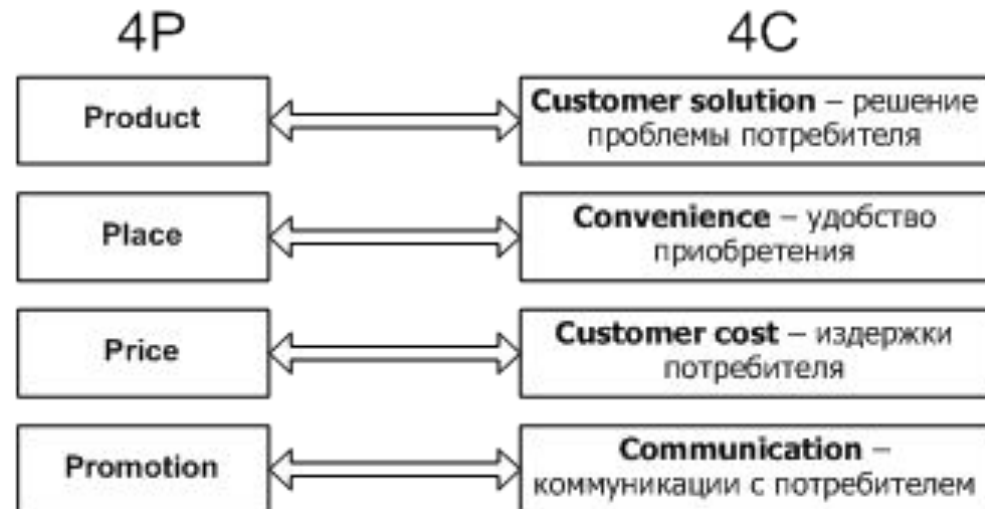 4P
4C
Product
Customer solution – решение
проблемы потребителя
Place
Convenience – удобство
приобретения
Price
Customer cost – издержки
потребителя
Promotion
Communication –
коммуникации с потребителем